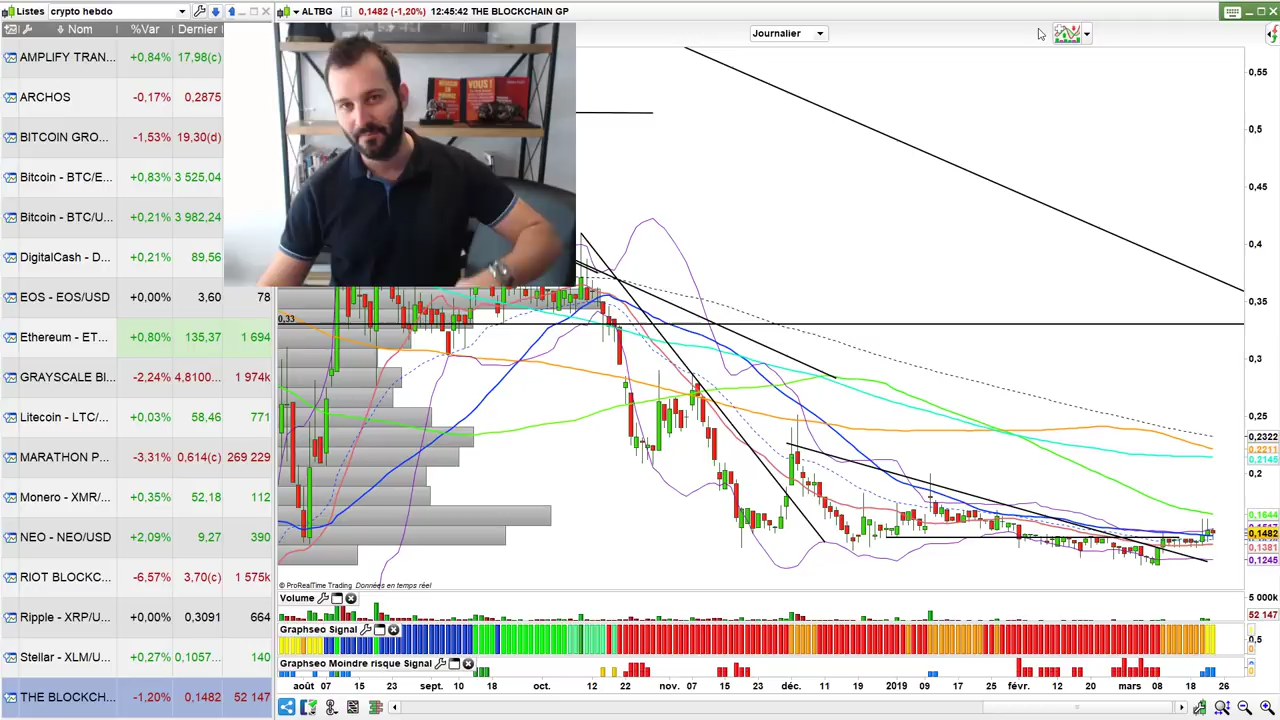 Listes crypto hebdo
ALTBG 0,1482 (-1,20%) 12:45:42 THE BLOCKCHAIN GP
Nom %Var Dernier
Journalier
AMPLIFY TRAN... +0,84% 17,98(c)
-0,17%
BITCOIN GRO... -1,53% 19.30(d)
Bitcoin - BTC/E... +0,83% 3 525,04
Bitcoin - BTC/U... +0,21% 3 982,24
DigitalCash - D... +0,21% 89,56
EOS - EOS/USD +0,00% 3,60 78
Ethereum - ET... +0,80% 135,37 1 694
GRAYSCALE BI... -2,24% 4,8100... 1 974k
Litecoin - LTC/ +0,03% 58,46 771
MARATHON P... -3,31% 269 229
Monero - XMR/... +0,35% 52,18 112
NEO - NEO/USD +2,09% 9,27 390
RIOT BLOCKC... -6,57% 3,70(c) 1 575k
Ripple - XRP/U... +0,00% 0,3091 664
Stellar - XLM/U... +0,27% 0,1057... 140
THE BLOCKCH... -1,20% 0,1482 52 147
VOUS !
0,55
0,5
0,45
0,4
0,35
0,33
0,3
0,25
0,2322
0,2211
0,2145
0,2
0,1644
0,1482
0,1381
0,1245
© ProRealTime Trading Données en temps réel
Volume
5 000k
52 147
Graphseo Signal
0,5
Graphseo Moindre risque Signal
août 07 15 23 sept. 10 18 oct. 12 22 nov. 07 15 23 déc. 11 19 2019 09 17 25 févr. 12 20 mars 08 18 26